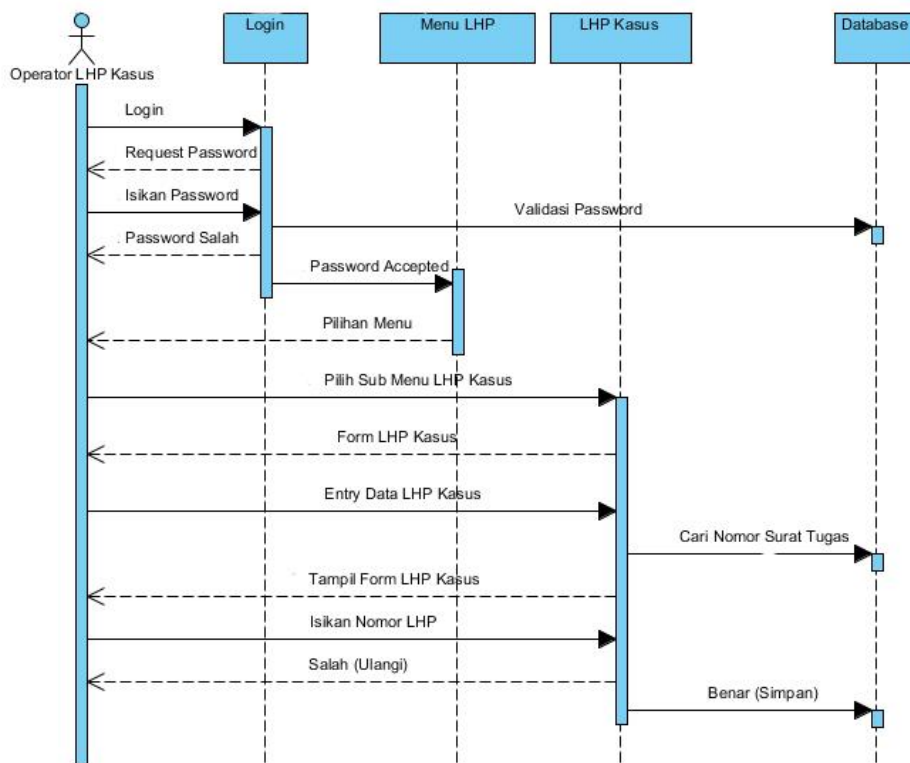 Login
Menu LHP
LHP Kasus
Database
Operator LHP Kasus
Login
Request Password
Isikan Password
Validasi Password
Password Salah
Password Accepted
Pilihan Menu
Pilih Sub Menu LHP Kasus
Form LHP Kasus
Entry Data LHP Kasus
Cari Nomor Surat Tugas
Tampil Form LHP Kasus
Isikan Nomor LHP
Salah (Ulangi)
Benar (Simpan)